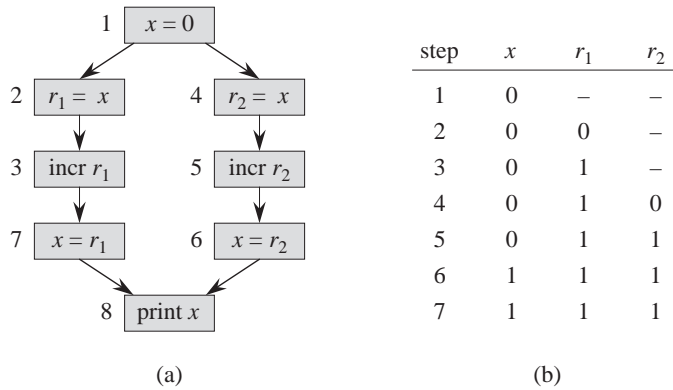 1 x = 0
2 r1 = x 4 r2 = x
3 incr r1 5 incr r2
7 x = r1 6 x = r2
8 print x
(a)
step x r1 r2
1 0 – –
2 0 0 –
3 0 1 –
4 0 1 0
5 0 1 1
6 1 1 1
7 1 1 1
(b)